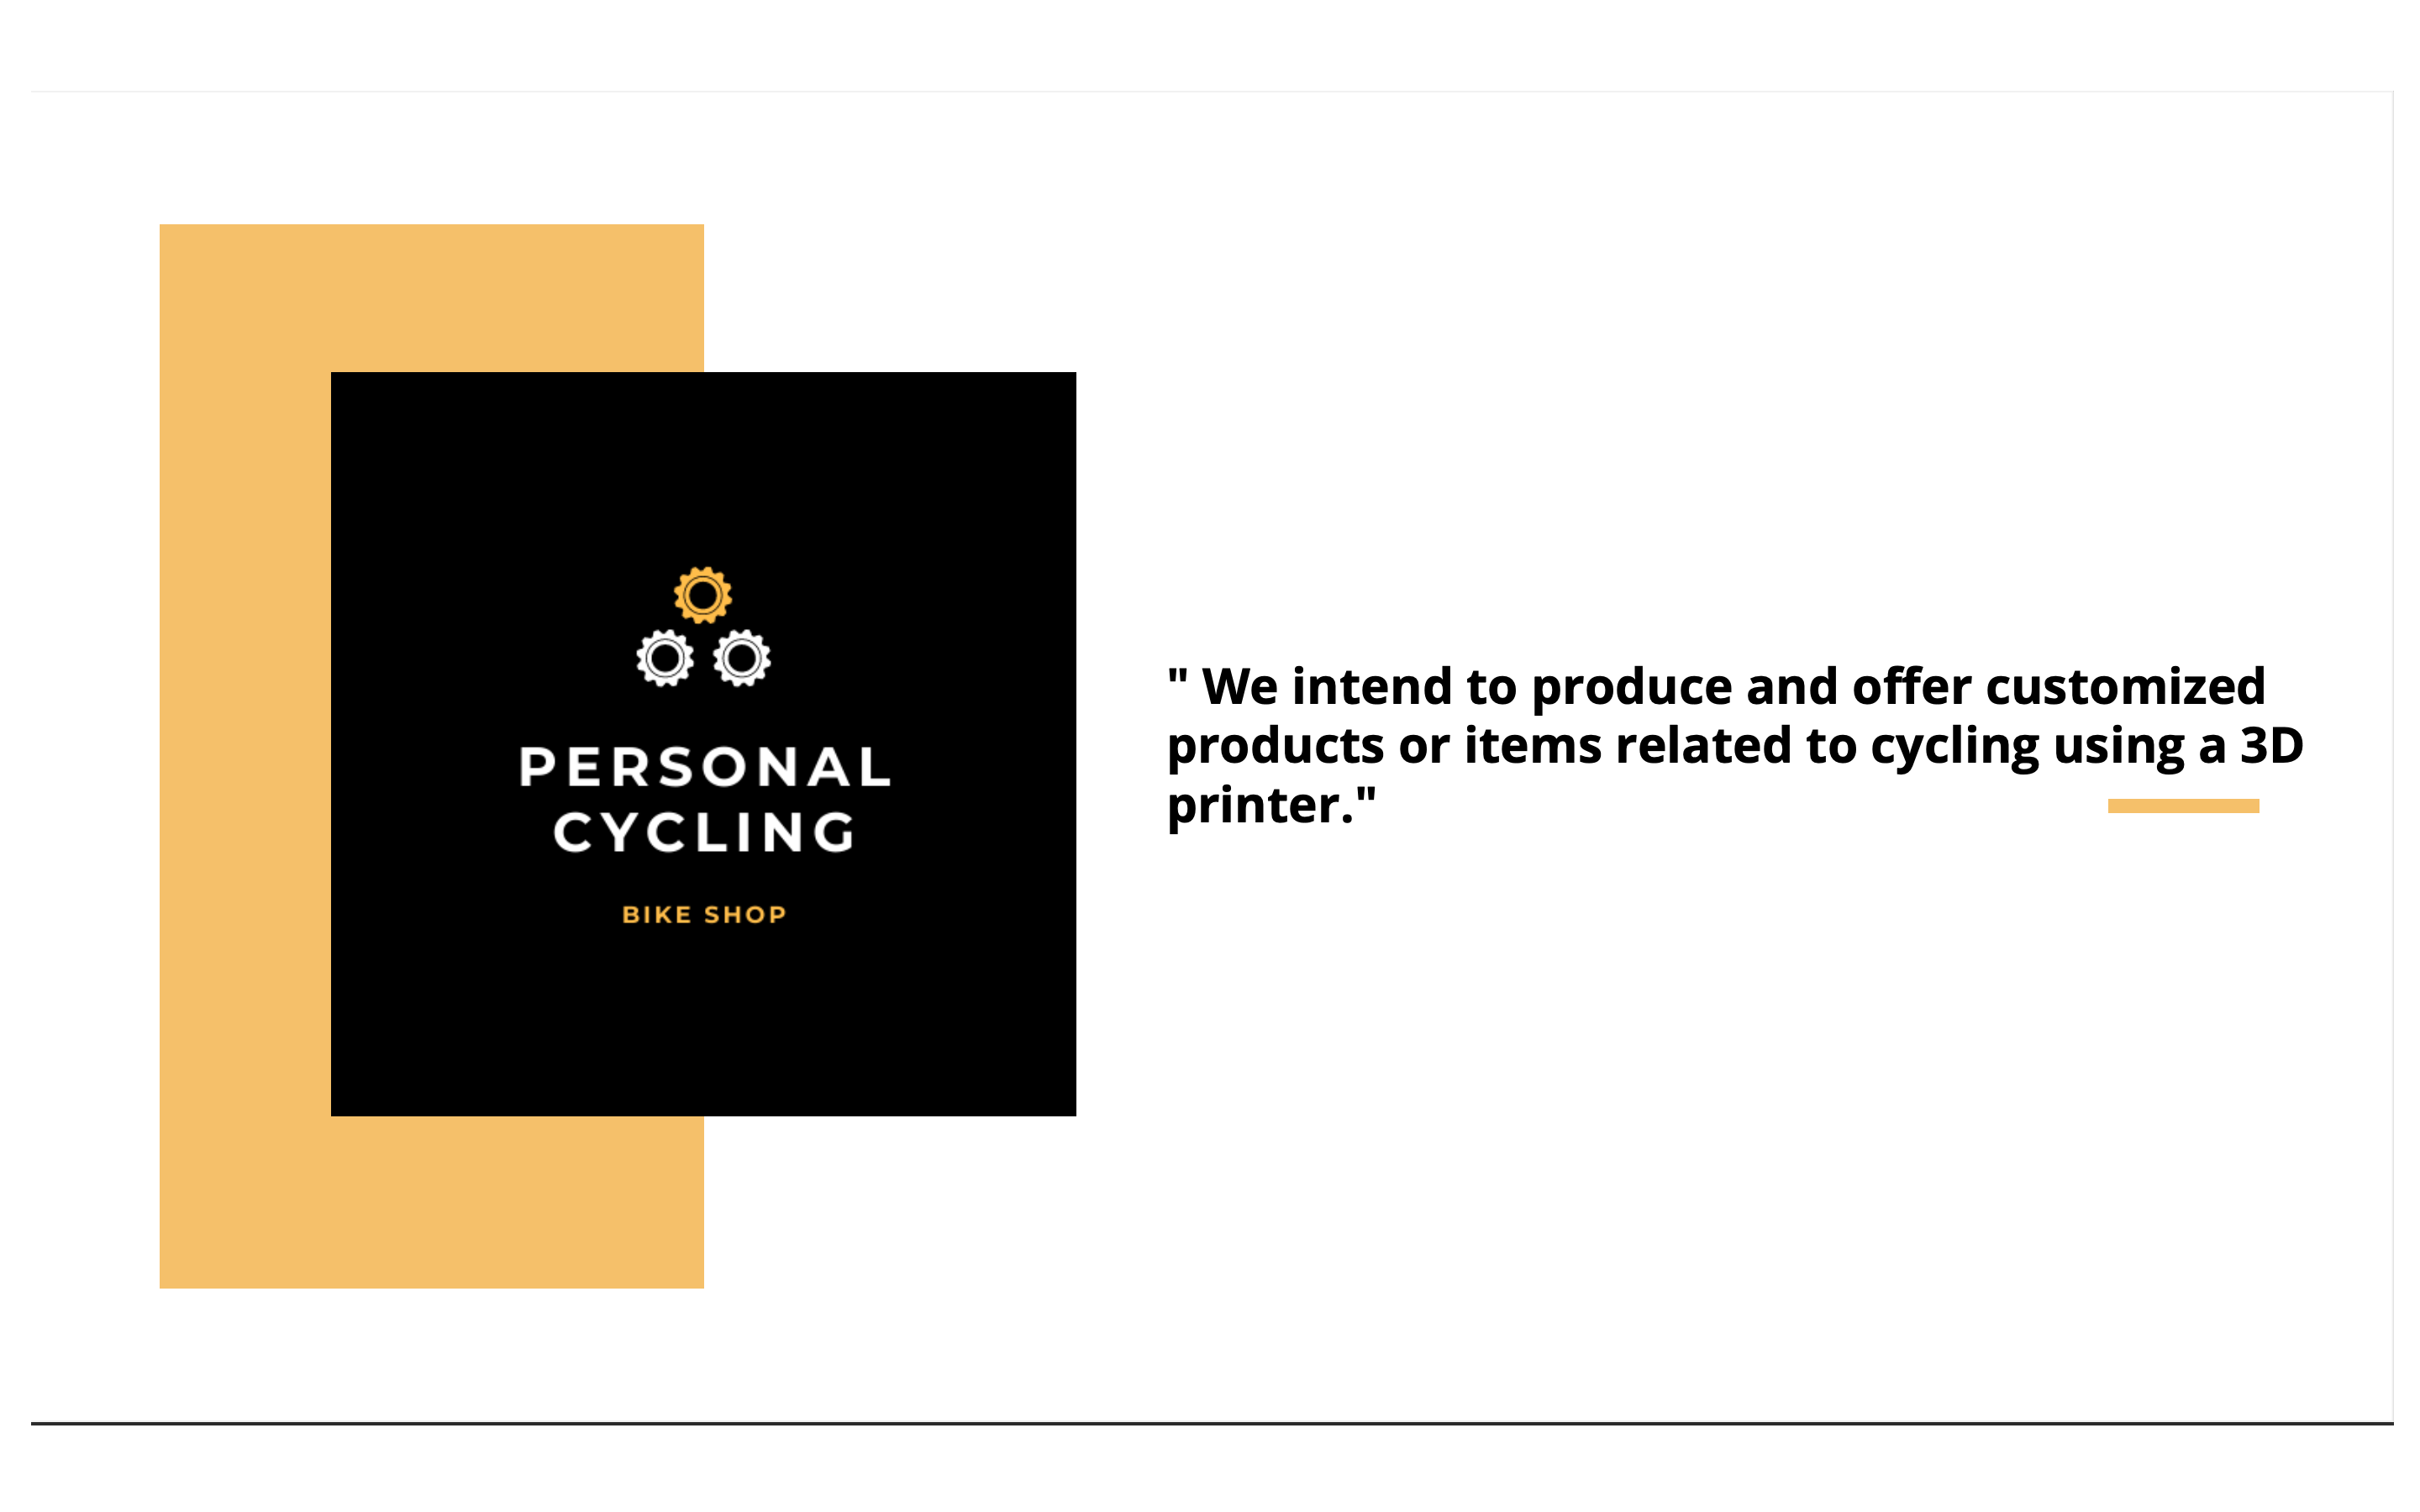 PERSONAL
CYCLING
BIKE SHOP
" We intend to produce and offer customized
products or items related to cycling using a 3D
printer."